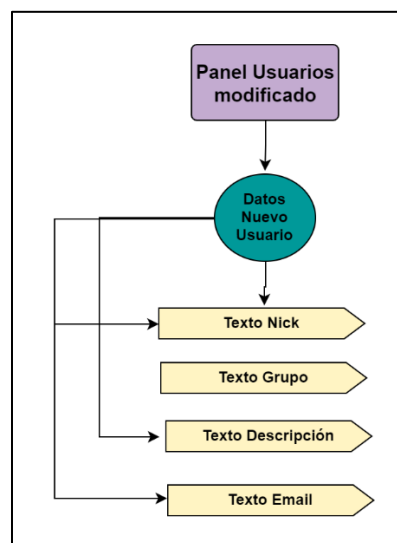 Panel Usuarios
modificado
Datos
Nuevo
Usuario
Texto Nick
Texto Grupo
Texto Descripción
Texto Email